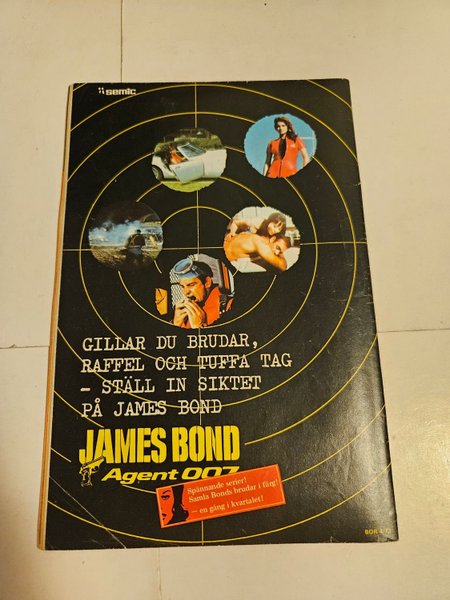 semic
GILLAR DU BRUDAR,
RAFFEL OCH TUFFA TAG
– STÄLL IN SIKTET
PÅ JAMES BOND
JAMES BOND
Agent 007
Spännande serier!
Samla Bonds brudar i färg!
– en gång i kvartalet!